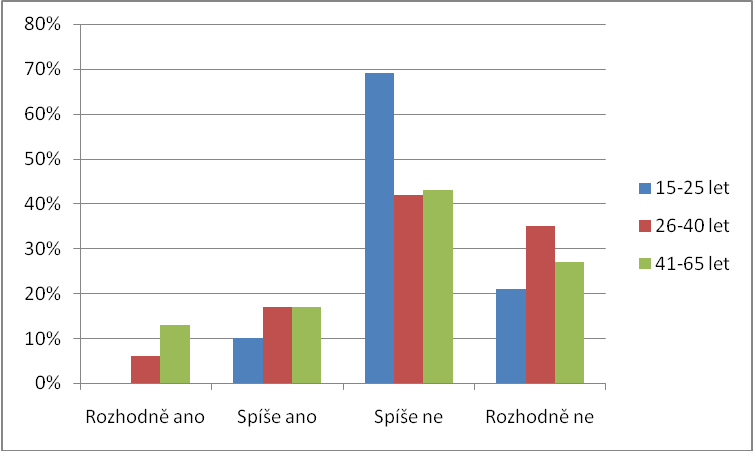 80%
70%
60%
50%
40%
30%
20%
10%
0%
Rozhodně ano
Spíše ano
Spíše ne
Rozhodně ne
15-25 let
26-40 let
41-65 let